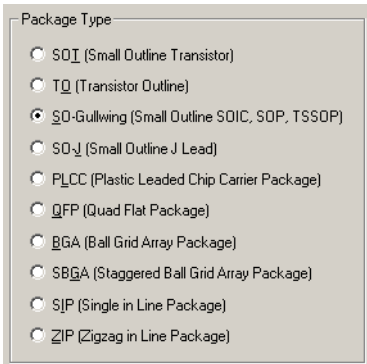 Package Type
SOT (Small Outline Transistor)
TO (Transistor Outline)
SO-Gullwing (Small Outline SOIC, SOP, TSSOP)
SO-J (Small Outline J Lead)
PLCC (Plastic Leaded Chip Carrier Package)
QFP (Quad Flat Package)
BGA (Ball Grid Array Package)
SBGA (Staggered Ball Grid Array Package)
SIP (Single in Line Package)
ZIP (Zigzag in Line Package)